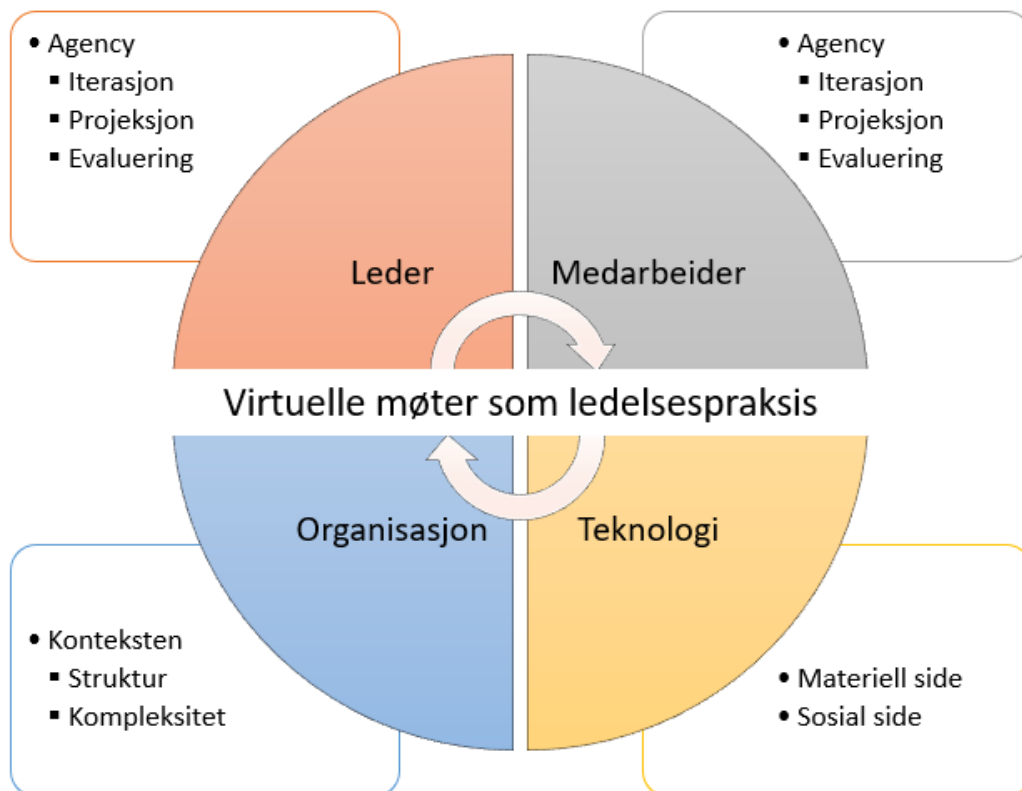 • Agency
▪ Iterasjon
▪ Projeksjon
▪ Evaluering
• Agency
▪ Iterasjon
▪ Projeksjon
▪ Evaluering
Leder
Medarbeider
Virtuelle møter som ledelsespraksis
Organisasjon
Teknologi
• Konteksten
▪ Struktur
▪ Kompleksitet
• Materiell side
• Sosial side